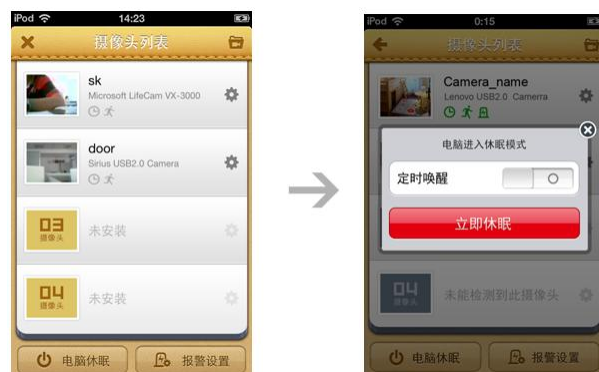 iPod
14:23
摄像头列表
sk
Microsoft LifeCam VX-3000
door
Sirius USB2.0 Camera
03
摄像头
未安装
04
摄像头
未安装
电脑休眠
报警设置
iPod
0:15
摄像头列表
Camera_name
Lenovo USB2.0 Camerra
电脑进入休眠模式
定时唤醒
立即休眠
04
摄像头
未能检测到此摄像头
电脑休眠
报警设置